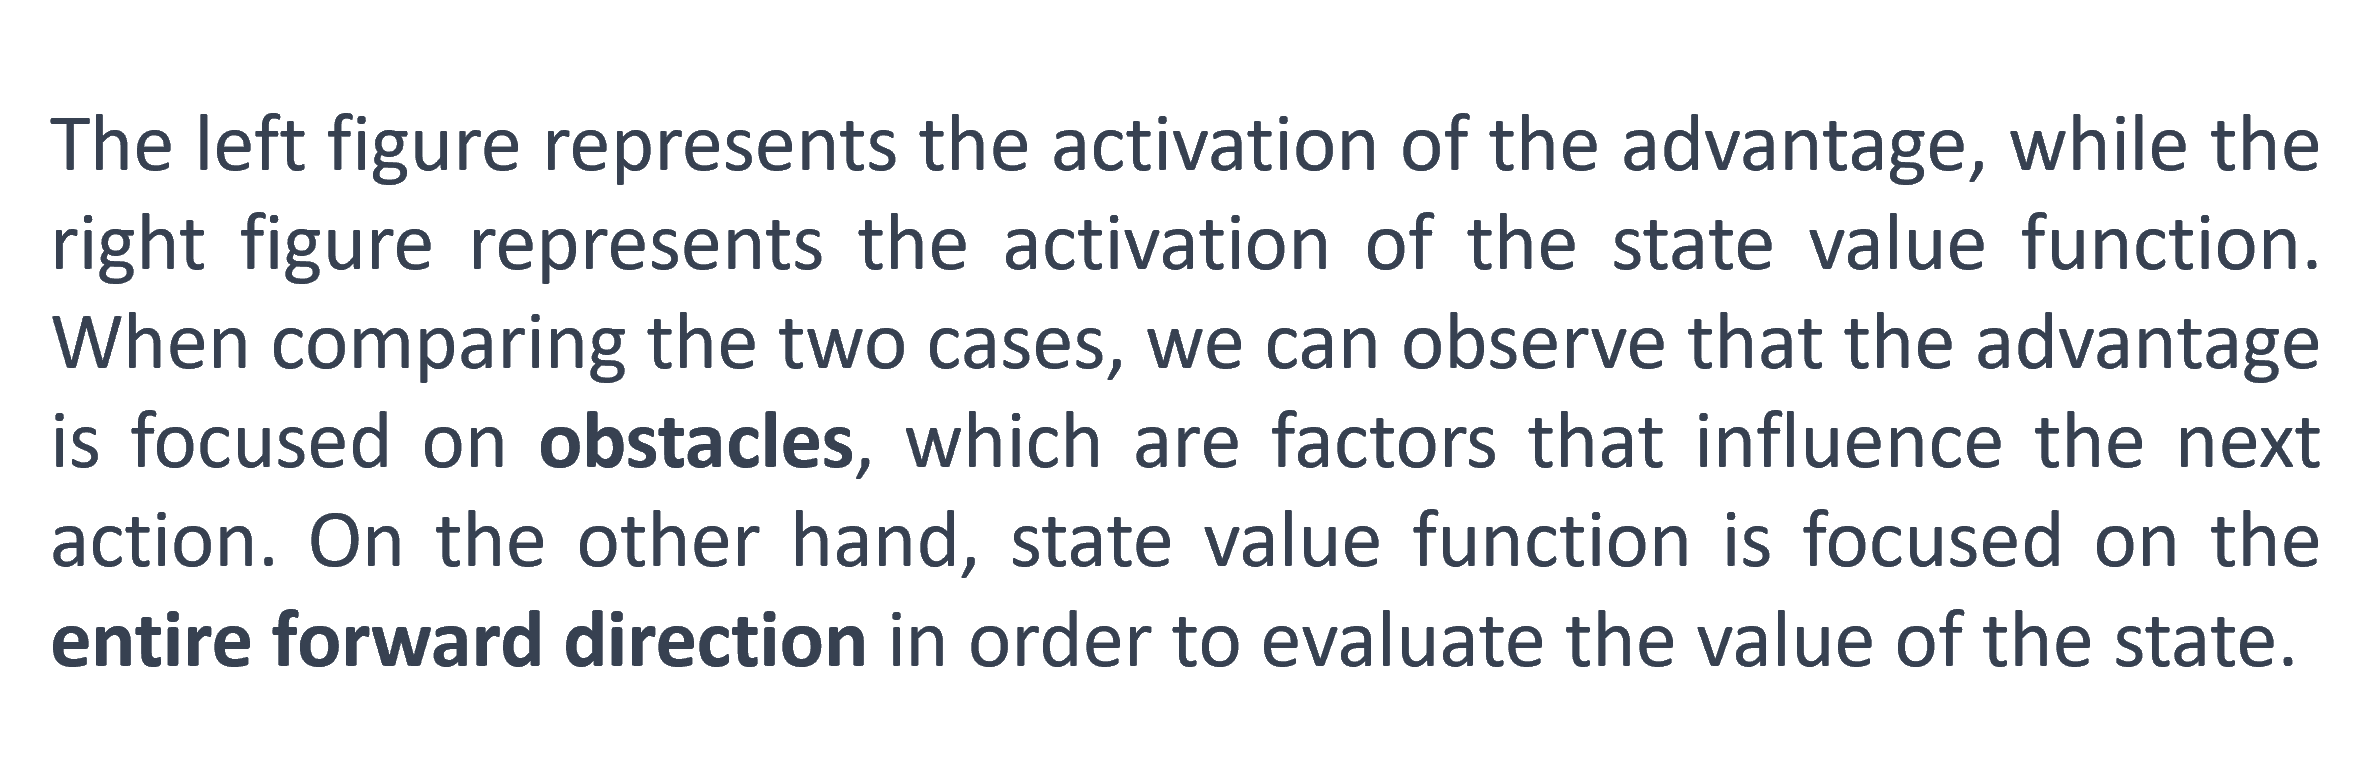 The left figure represents the activation of the advantage, while the
right figure represents the activation of the state value function.
When comparing the two cases, we can observe that the advantage
is focused on obstacles, which are factors that influence the next
action. On the other hand, state value function is focused on the
entire forward direction in order to evaluate the value of the state.